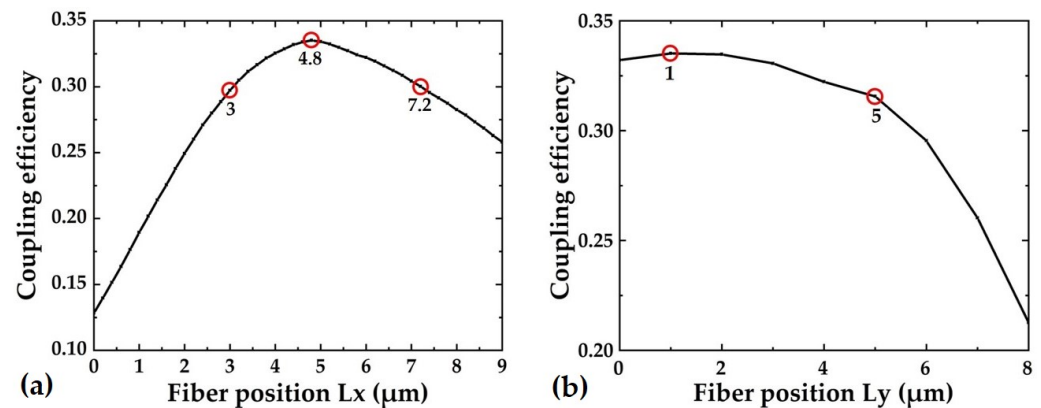 0.35
0.30
0.25
0.20
0.15
0.10
Coupling efficiency
3
4.8
7.2
0 1 2 3 4 5 6 7 8 9
(a) Fiber position Lx (μm)
0.35
0.30
0.25
0.20
Coupling efficiency
1
5
0 2 4 6 8
(b) Fiber position Ly (μm)